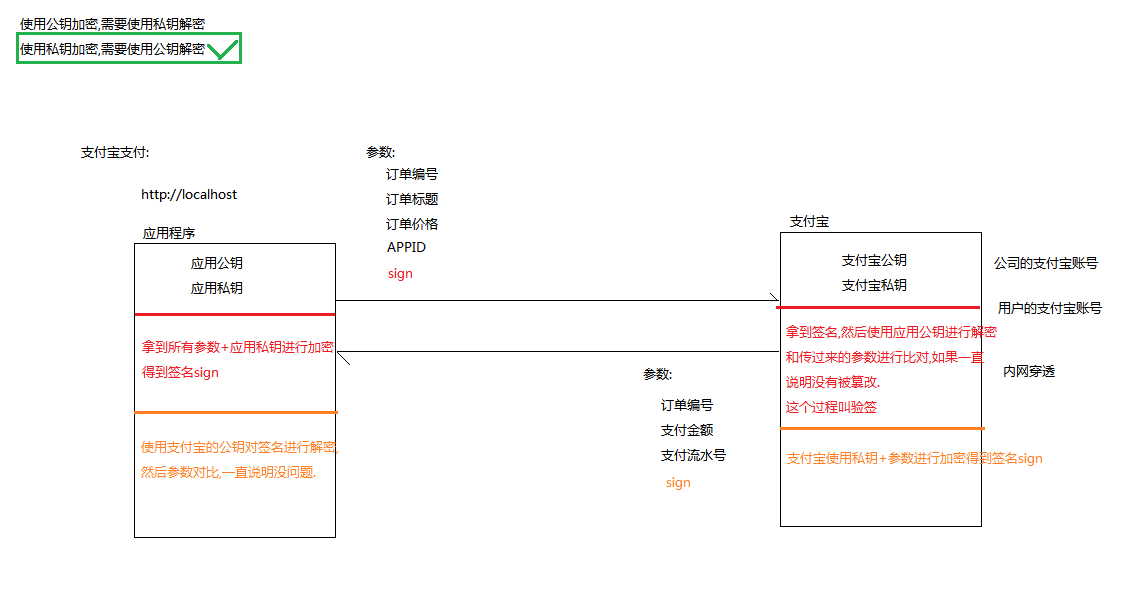 使用公钥加密,需要使用私钥解密
使用私钥加密,需要使用公钥解密
支付宝支付:
http://localhost
应用程序
应用公钥
应用私钥
拿到所有参数+应用私钥进行加密
得到签名sign
使用支付宝的公钥对签名进行解密,
然后参数对比,一直说明没问题.
参数:
订单编号
订单标题
订单价格
APPID
sign
参数:
订单编号
支付金额
支付流水号
sign
支付宝
支付宝公钥
支付宝私钥
拿到签名,然后使用应用公钥进行解密
和传过来的参数进行比对,如果一直
说明没有被篡改.
这个过程叫验签
支付宝使用私钥+参数进行加密得到签名sign
公司的支付宝账号
用户的支付宝账号
内网穿透